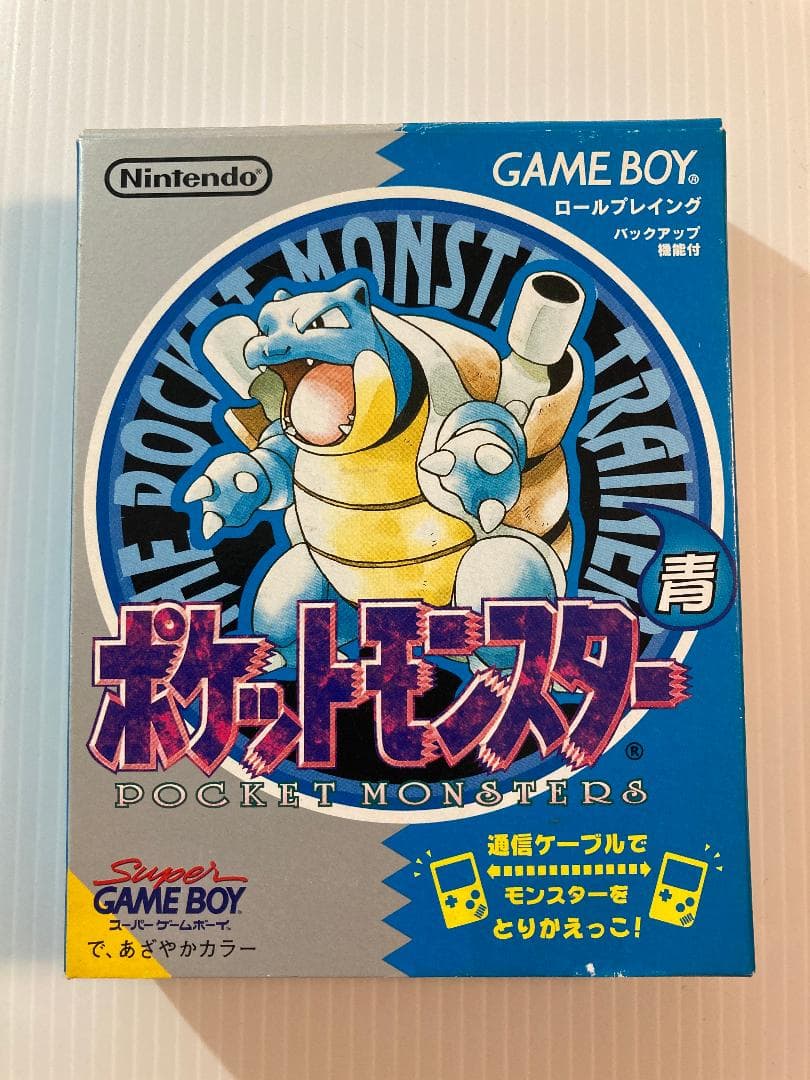 Nintendo®
GAME BOY®
ロールプレイング
バックアップ
機能付
POCKET MONSTER TRAINER
青
ポケットモンスター®
POCKET MONSTERS
通信ケーブルで
モンスターを
とりかえっこ!
Super
GAME BOY
スーパーゲームボーイ®
で、あざやかカラー